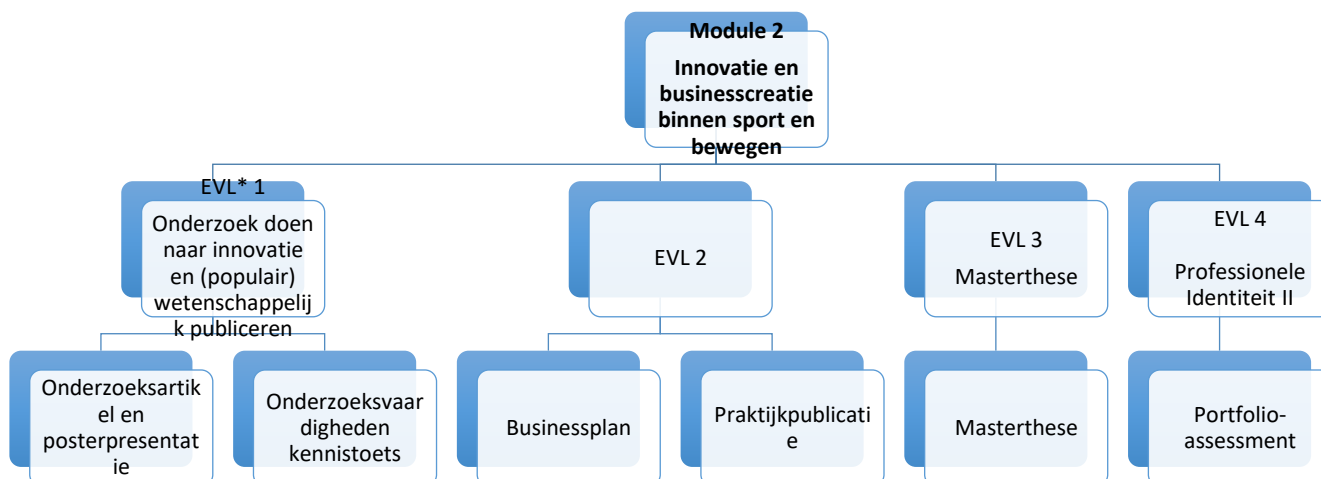 Module 2
Innovatie en
businesscreatie
binnen sport en
bewegen
EVL* 1
Onderzoek doen
naar innovatie
en (populair)
wetenschappelij
k publiceren
EVL 2
EVL 3
Masterthese
EVL 4
Professionele
Identiteit II
Onderzoeksartik
el en
posterpresentat
ie
Onderzoeksvaar
digheden
kennistoets
Businessplan
Praktijkpublicati
e
Masterthese
Portfolio-
assessment